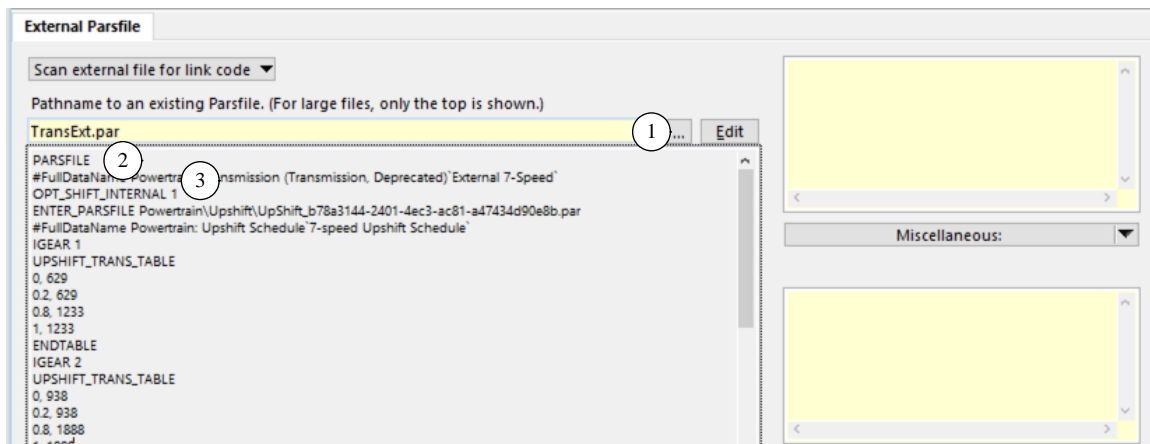 External Parsfile
Scan external file for link code
Pathname to an existing Parsfile. (For large files, only the top is shown.)
TransExt.par
1
...
Edit
PARSFILE
2
#FullDataName Powertrain
3
(Transmission, Deprecated)`External 7-Speed`
OPT_SHIFT_INTERNAL 1
ENTER_PARSFILE Powertrain\Upshift\UpShift_b78a3144-2401-4ec3-ac81-a47434d90e8b.par
#FullDataName Powertrain: Upshift Schedule`7-speed Upshift Schedule`
IGEAR 1
UPSHIFT_TRANS_TABLE
0, 629
0.2, 629
0.8, 1233
1, 1233
ENDTABLE
IGEAR 2
UPSHIFT_TRANS_TABLE
0, 938
0.2, 938
0.8, 1888
Miscellaneous: